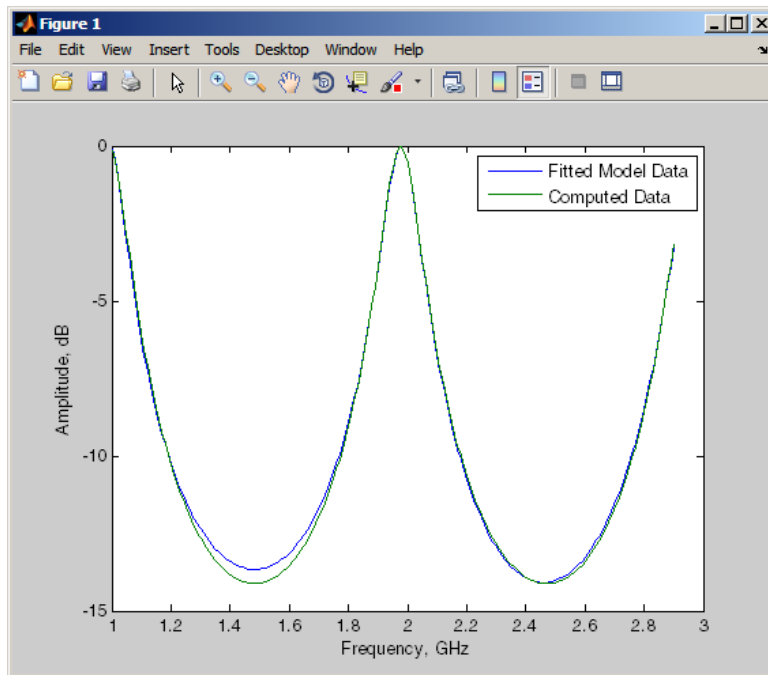 Figure 1
File Edit View Insert Tools Desktop Window Help
Fitted Model Data
Computed Data
0
-5
-10
-15
Amplitude, dB
1 1.2 1.4 1.6 1.8 2 2.2 2.4 2.6 2.8 3
Frequency, GHz